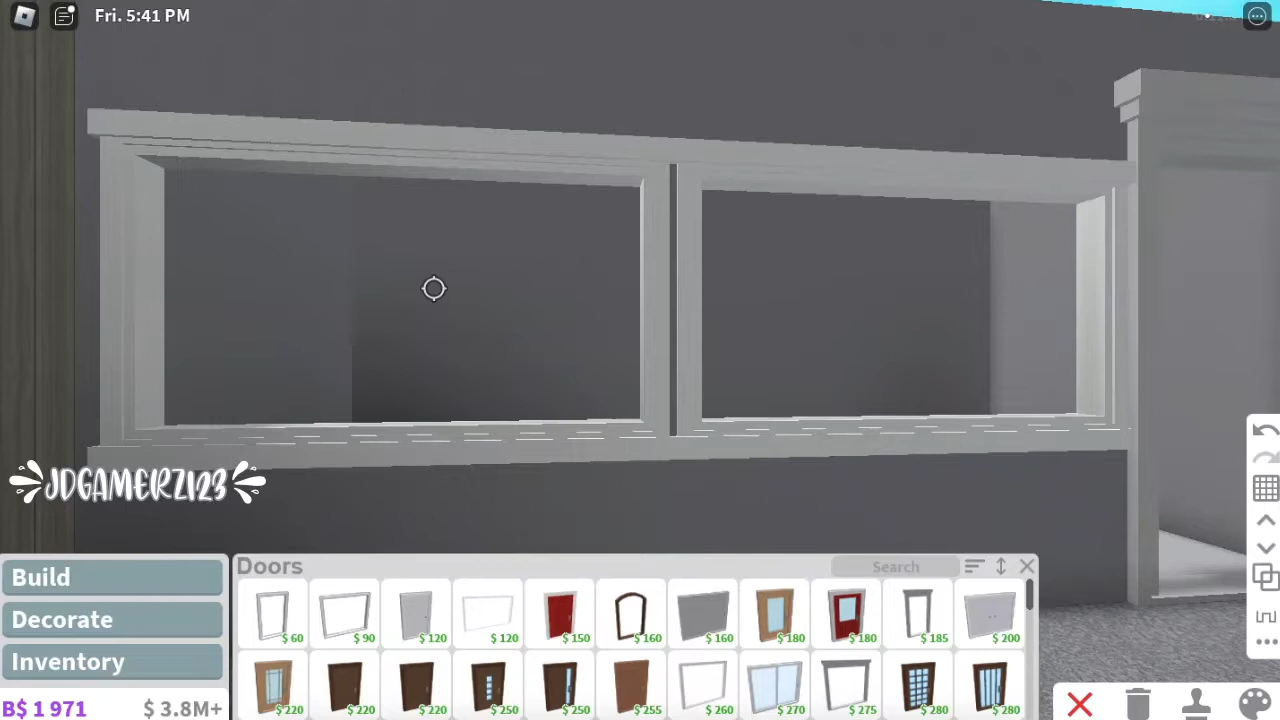 Fri. 5:41 PM
JDGAMERZ123
Build
Decorate
Inventory
B$ 1 971
$ 3.8M+
Doors
Search
$ 60
$ 90
$ 120
$ 120
$ 150
$ 160
$ 160
$ 180
$ 180
$ 185
$ 200
$ 220
$ 220
$ 220
$ 250
$ 250
$ 255
$ 260
$ 270
$ 275
$ 280
$ 280